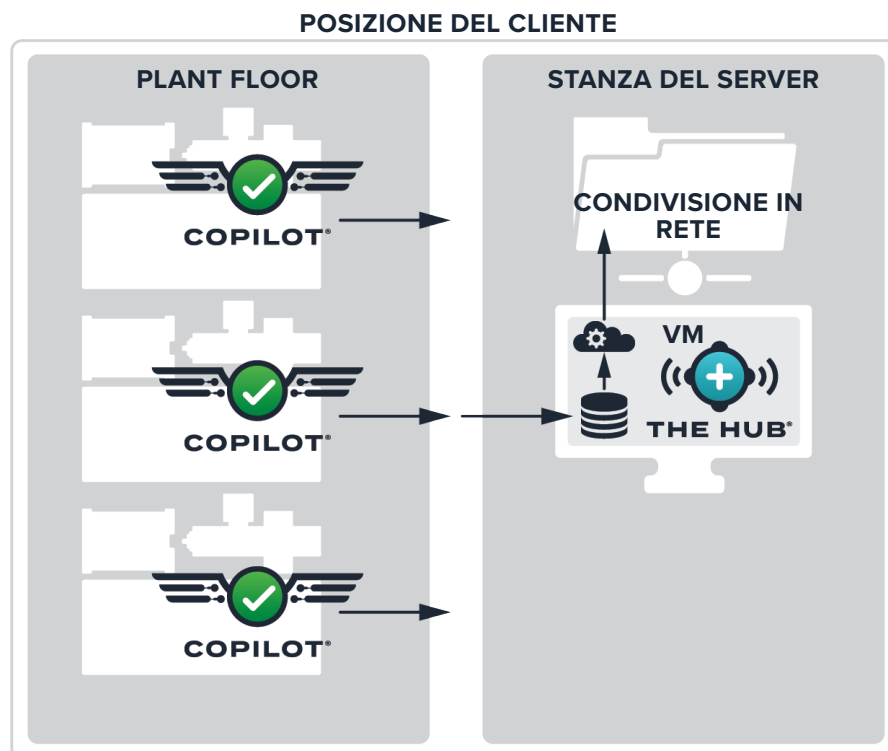 POSIZIONE DEL CLIENTE
PLANT FLOOR
STANZA DEL SERVER
COPILOT®
CONDIVISIONE IN
RETE
COPILOT®
VM
THE HUB®
COPILOT®